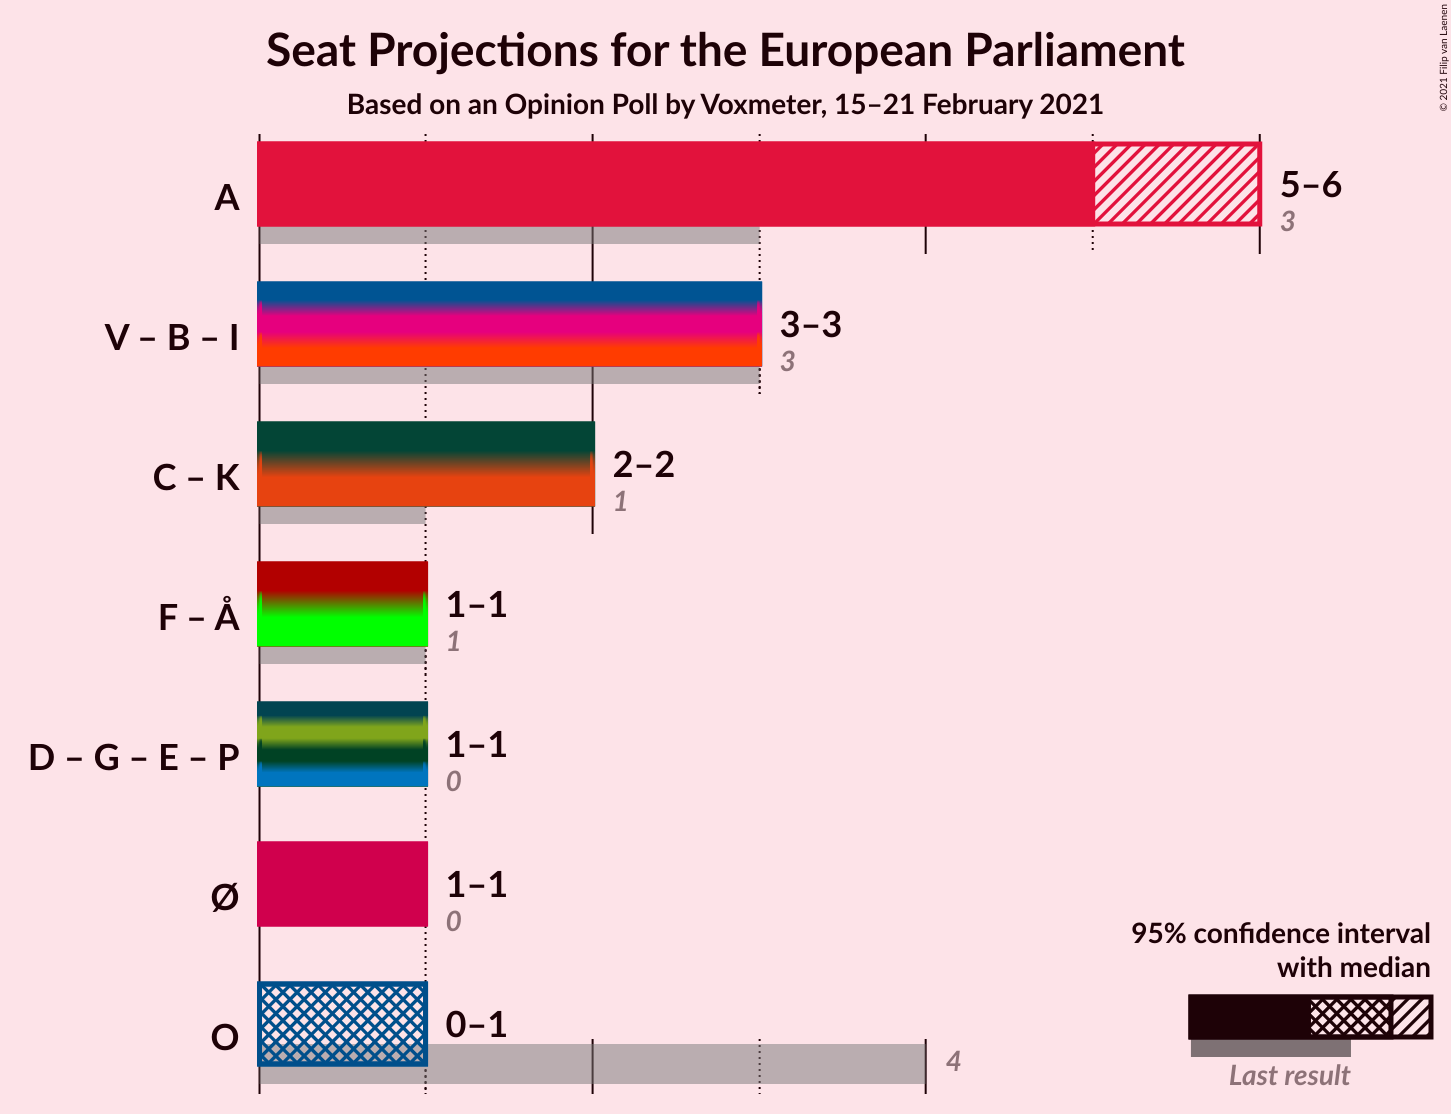 Seat Projections for the European Parliament
Based on an Opinion Poll by Voxmeter, 15–21 February 2021
© 2021 Filip van Laenen
A
5–6
3
V – B – I
3–3
3
C – K
2–2
1
F – Å
1–1
1
D – G – E – P
1–1
0
Ø
1–1
0
O
0–1
4
95% confidence interval
with median
Last result